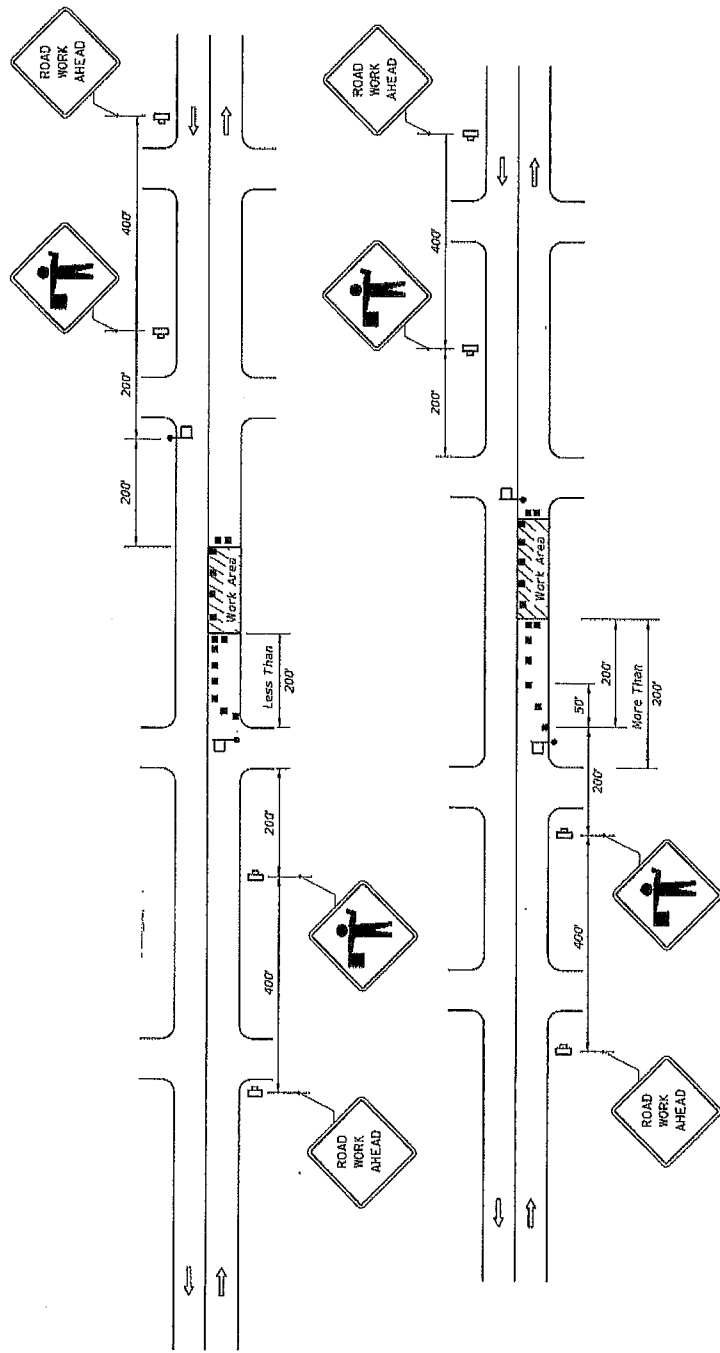 ROAD
WORK
AHEAD
400'
200'
200'
Work Area
Less Than
200'
200'
400'
ROAD
WORK
AHEAD
ROAD
WORK
AHEAD
400'
200'
Work Area
200'
50'
More Than
200'
200'
400'
ROAD
WORK
AHEAD